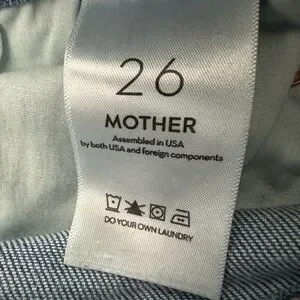 26
MOTHER
Assembled in USA
by both USA and foreign components
DO YOUR OWN LAUNDRY